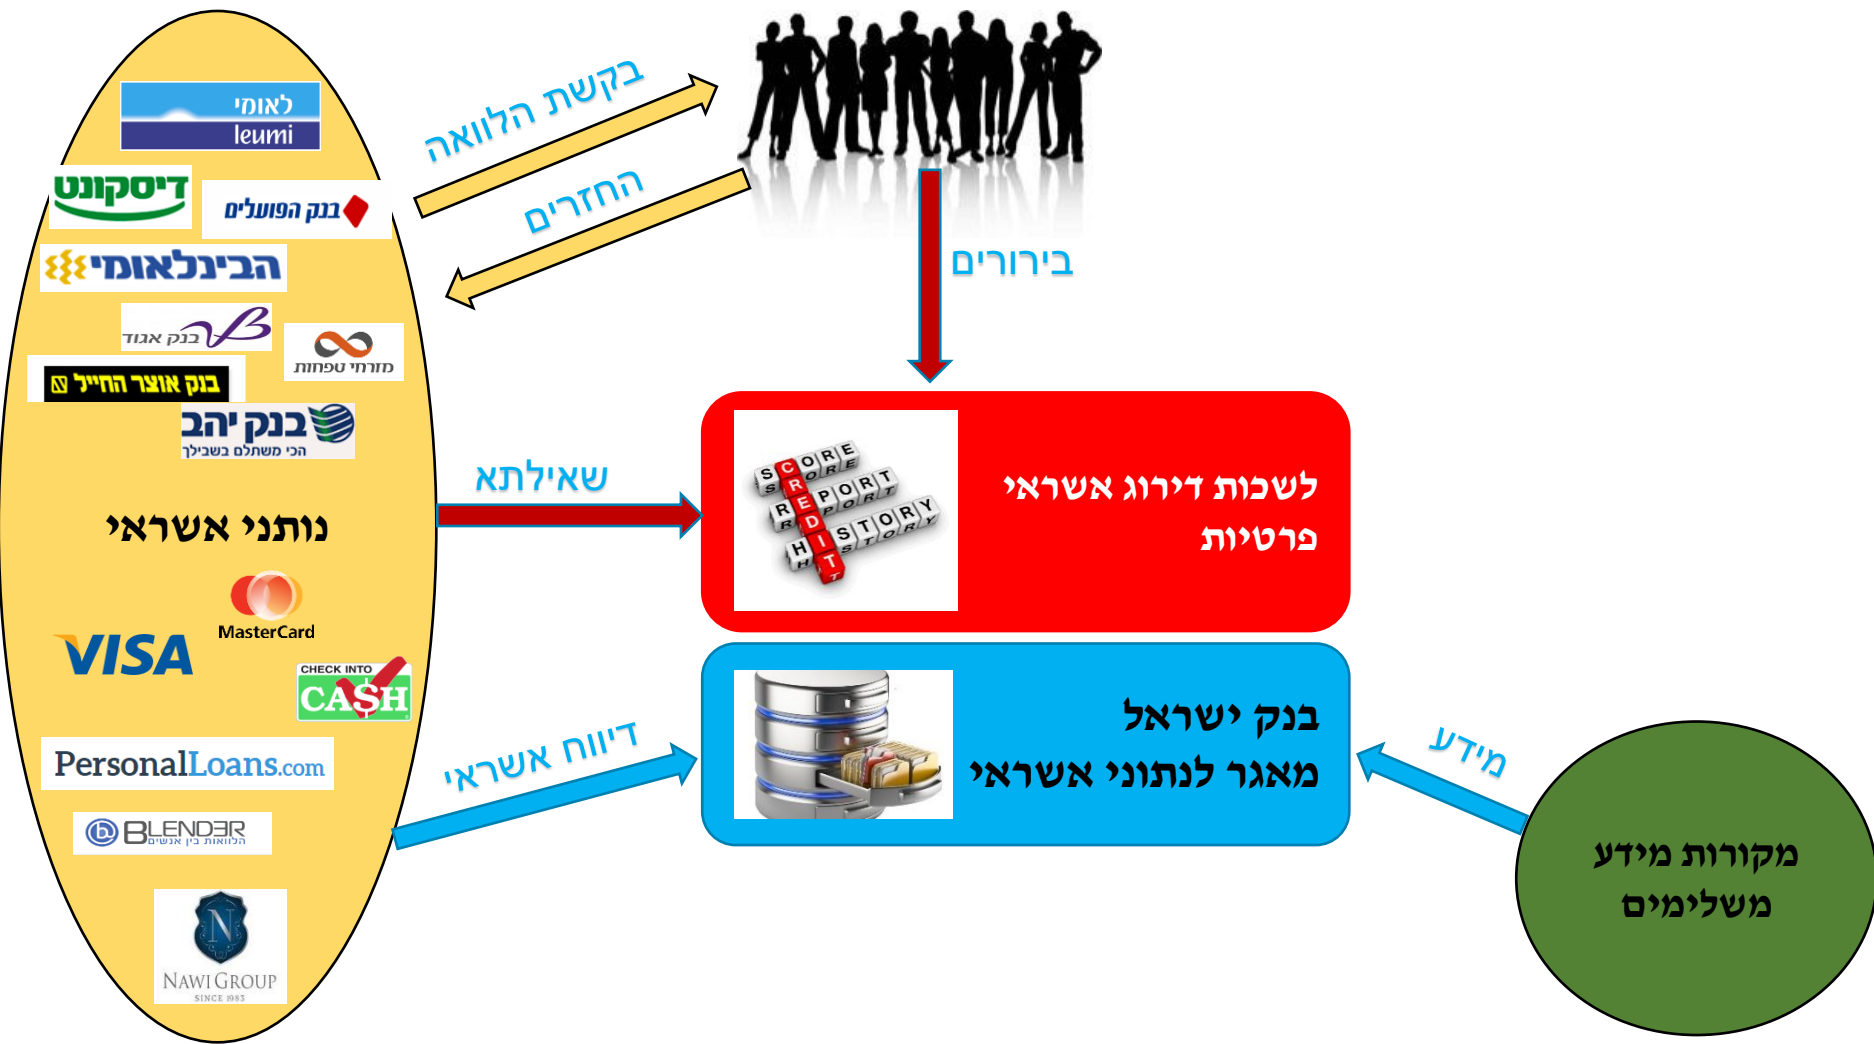 לאומי
leumi
דיסקונט
בנק הפועלים
הבינלאומי
בנק אגוד
מזרחי טפחות
בנק אוצר החייל
בנק יהב
הכי משתלם בשבילך
נותני אשראי
MasterCard
VISA
CHECK INTO
CA$H
PersonalLoans.com
b BLENDER
הלוואות בין אנשים
N
NAWI GROUP
SINCE 1983
בקשת הלוואה
החזרים
בירורים
שאילתא
SCORE
REPORT
HISTORY
CREDIT
לשכות דירוג אשראי
פרטיות
דיווח אשראי
בנק ישראל
מאגר לנתוני אשראי
מידע
מקורות מידע
משלימים